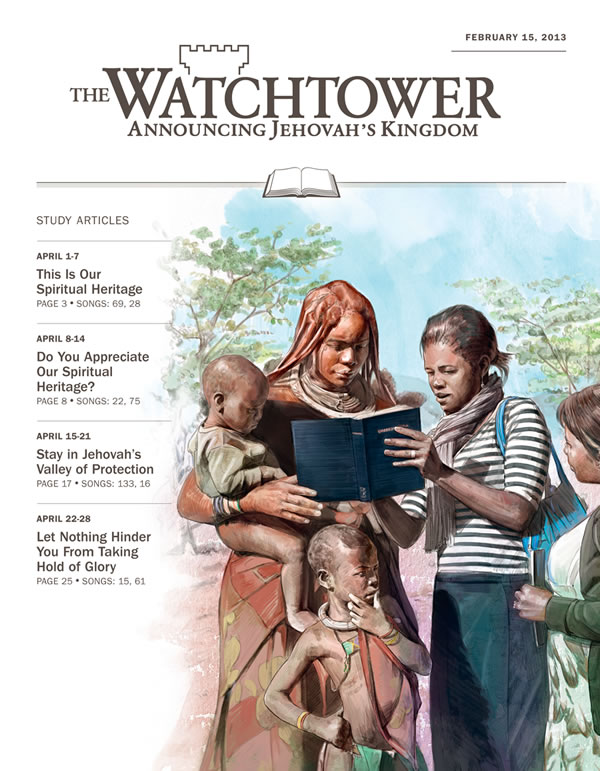 FEBRUARY 15, 2013
THE WATCHTOWER
ANNOUNCING JEHOVAH'S KINGDOM
STUDY ARTICLES
APRIL 1-7
This Is Our
Spiritual Heritage
PAGE 3 • SONGS: 69, 28
APRIL 8-14
Do You Appreciate
Our Spiritual
Heritage?
PAGE 8 • SONGS: 22, 75
APRIL 15-21
Stay in Jehovah's
Valley of Protection
PAGE 17 • SONGS: 133, 16
APRIL 22-28
Let Nothing Hinder
You From Taking
Hold of Glory
PAGE 25 • SONGS: 15, 61